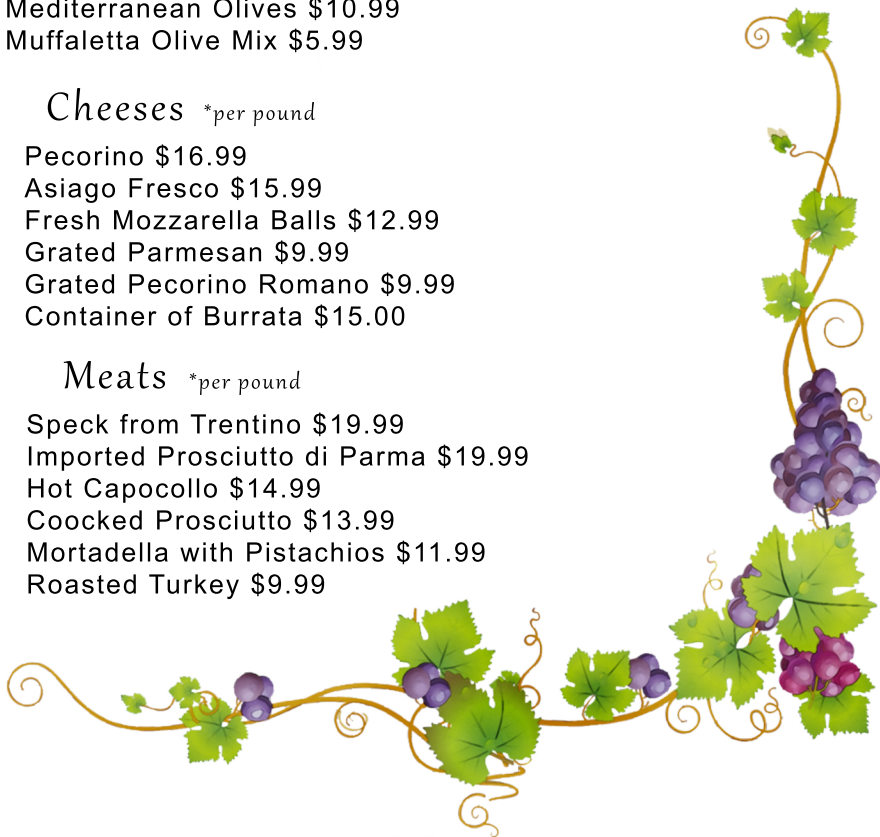 Mediterranean Olives $10.99
Muffaletta Olive Mix $5.99
Cheeses *per pound
Pecorino $16.99
Asiago Fresco $15.99
Fresh Mozzarella Balls $12.99
Grated Parmesan $9.99
Grated Pecorino Romano $9.99
Container of Burrata $15.00
Meats *per pound
Speck from Trentino $19.99
Imported Prosciutto di Parma $19.99
Hot Capocollo $14.99
Coocked Prosciutto $13.99
Mortadella with Pistachios $11.99
Roasted Turkey $9.99